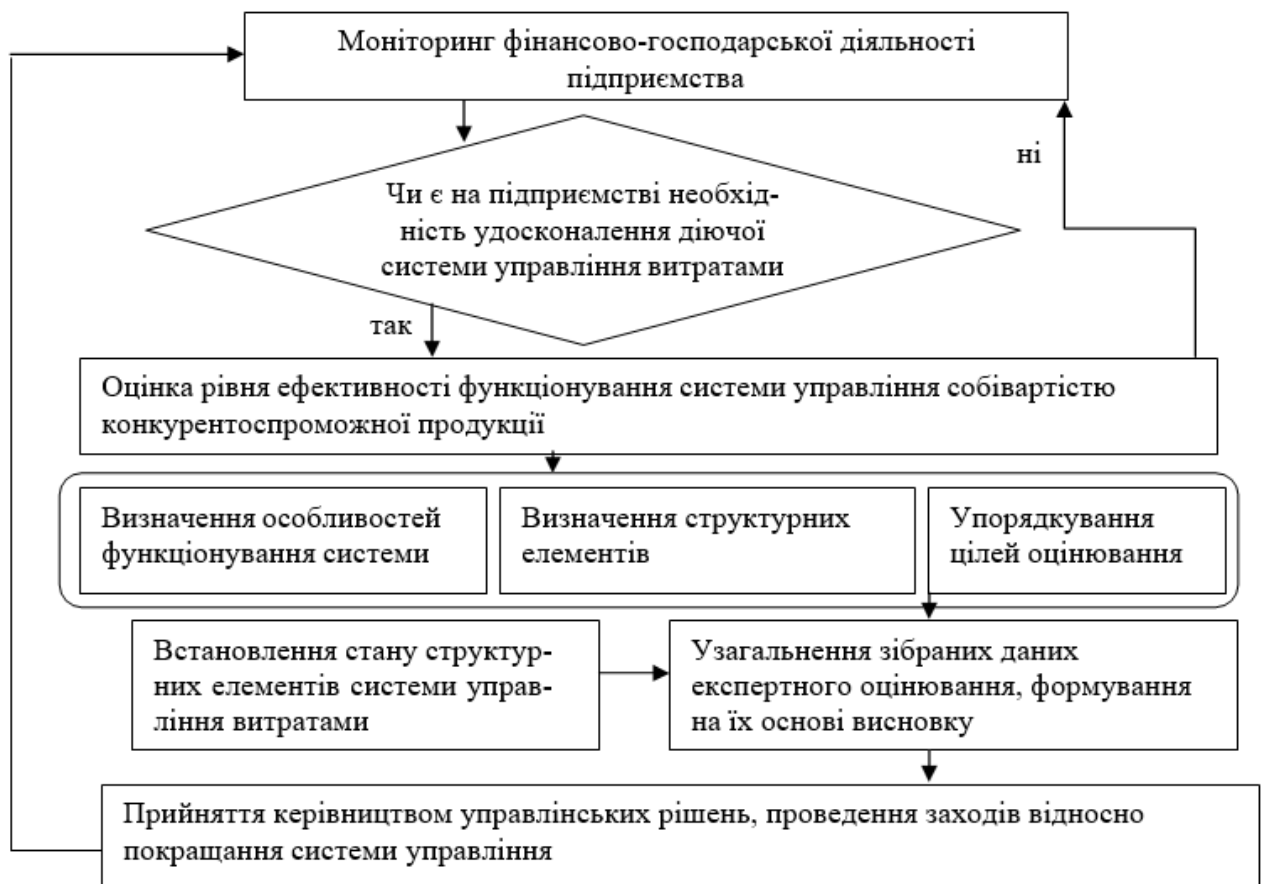 Моніторинг фінансово-господарської діяльності
підприємства
ні
Чи є на підприємстві необхід-
ність удосконалення діючої
системи управління витратами
так
Оцінка рівня ефективності функціонування системи управління собівартістю
конкурентоспроможної продукції
Визначення особливостей
функціонування системи
Визначення структурних
елементів
Упорядкування
цілей оцінювання
Встановлення стану структур-
них елементів системи управ-
ління витратами
Узагальнення зібраних даних
експертного оцінювання, формування
на їх основі висновку
Прийняття керівництвом управлінських рішень, проведення заходів відносно
покращання системи управління